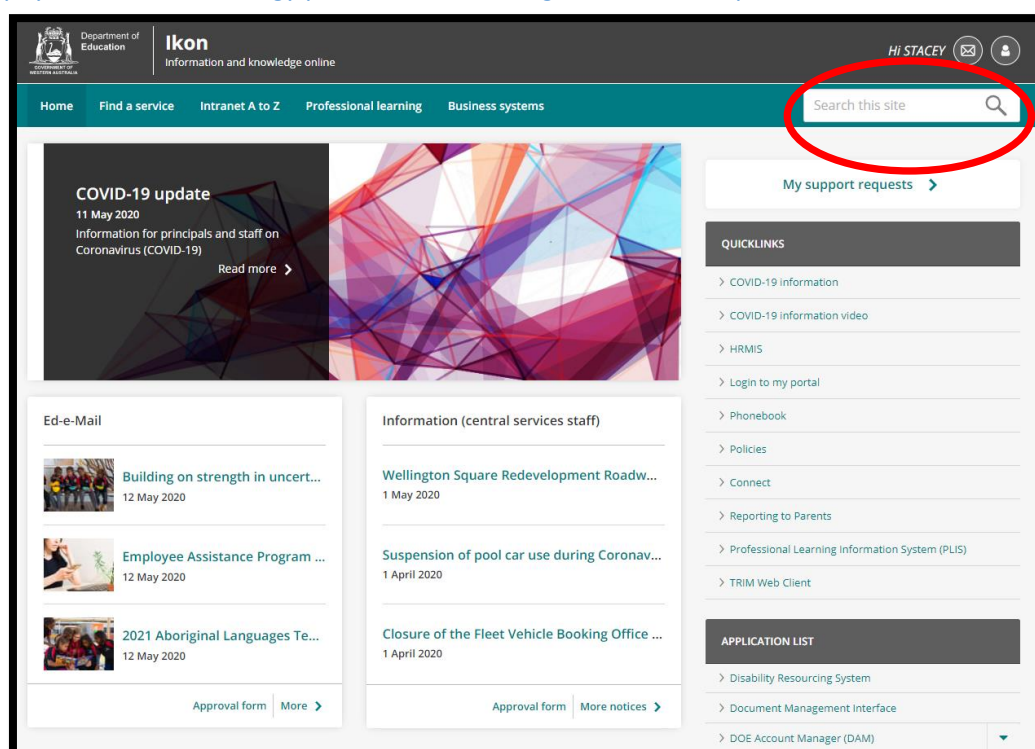 Department of
Education
GOVERNMENT OF
WESTERN AUSTRALIA
Ikon
Information and knowledge online
Hi STACEY
Home
Find a service
Intranet A to Z
Professional learning
Business systems
Search this site
COVID-19 update
11 May 2020
Information for principals and staff on
Coronavirus (COVID-19)
Read more
My support requests
QUICKLINKS
COVID-19 information
COVID-19 information video
HRMIS
Login to my portal
Phonebook
Policies
Connect
Reporting to Parents
Professional Learning Information System (PLIS)
TRIM Web Client
Ed-e-Mail
Building on strength in uncert...
12 May 2020
Employee Assistance Program ...
12 May 2020
2021 Aboriginal Languages Te...
12 May 2020
Approval form
More
Information (central services staff)
Wellington Square Redevelopment Roadw...
1 May 2020
Suspension of pool car use during Coronav...
1 April 2020
Closure of the Fleet Vehicle Booking Office ...
1 April 2020
Approval form
More notices
APPLICATION LIST
Disability Resourcing System
Document Management Interface
DOE Account Manager (DAM)